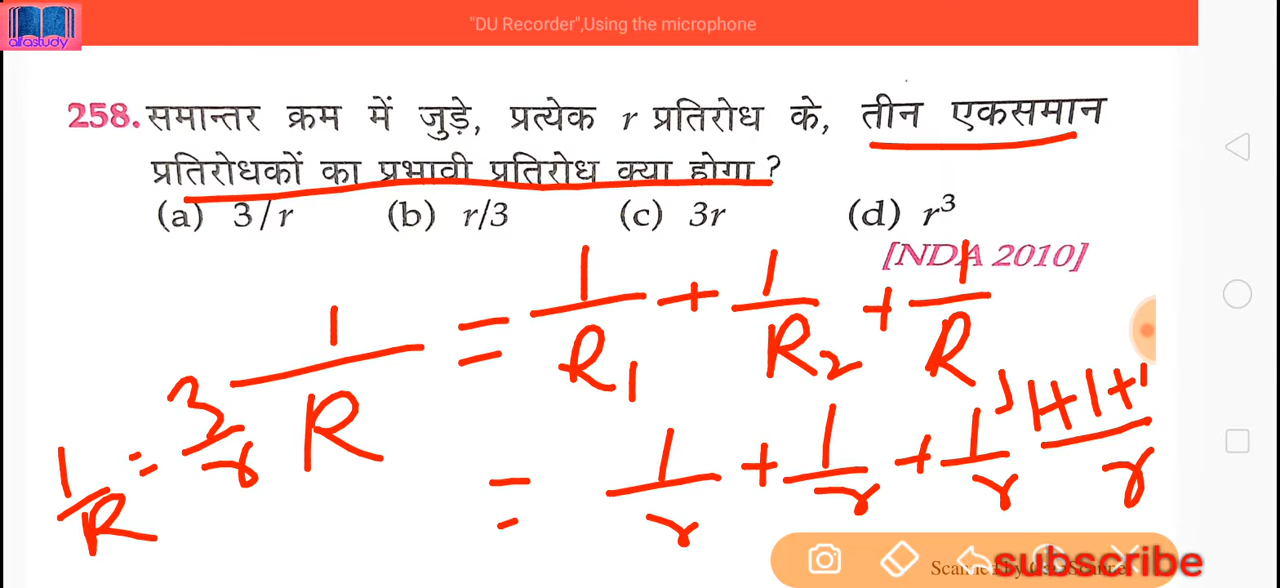 "DU Recorder",Using the microphone
alfastudy
258. समान्तर क्रम में जुड़े, प्रत्येक r प्रतिरोध के, तीन एकसमान
प्रतिरोधकों का प्रभावी प्रतिरोध क्या होगा ?
(a) 3/r (b) r/3 (c) 3r (d) r³
[NDA 2010]
1/R = 1/R₁ + 1/R₂ + 1/R
= 1/r + 1/r + 1/r 1+1+1/r
1/R = 3/r
subscribe